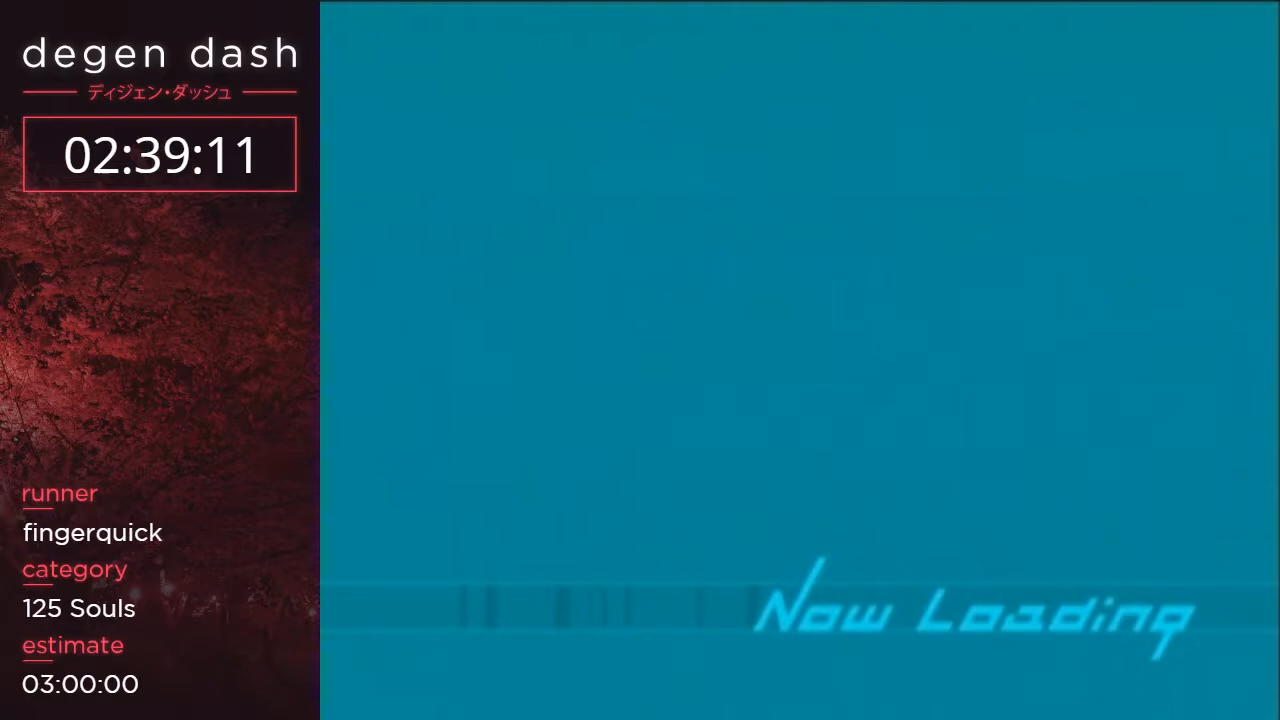 degen dash
ディジェン・ダッシュ
02:39:11
runner
fingerquick
category
125 Souls
estimate
03:00:00
Now Loading